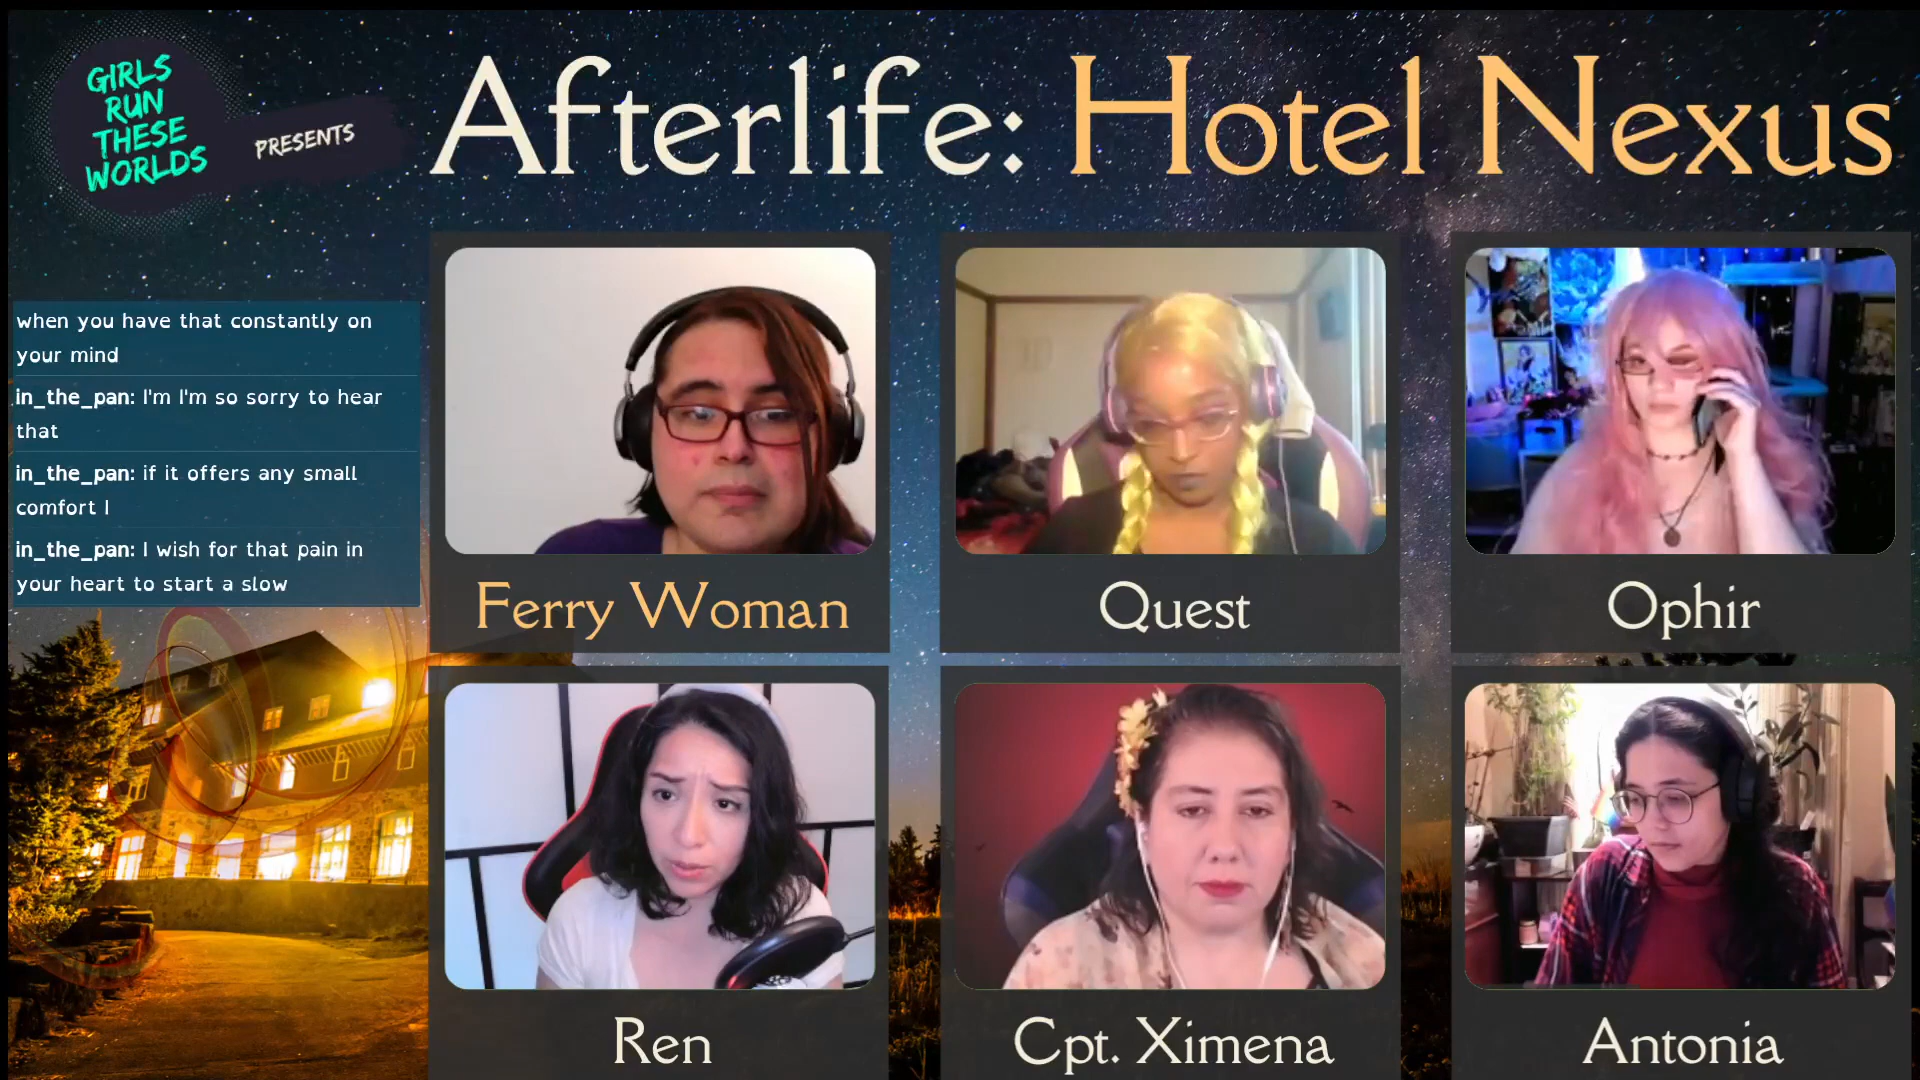 GIRLS
RUN
THESE
WORLDS
PRESENTS
Afterlife: Hotel Nexus
when you have that constantly on
your mind
in_the_pan: I'm I'm so sorry to hear
that
in_the_pan: if it offers any small
comfort I
in_the_pan: I wish for that pain in
your heart to start a slow
Ferry Woman
Quest
Ophir
Ren
Cpt. Ximena
Antonia